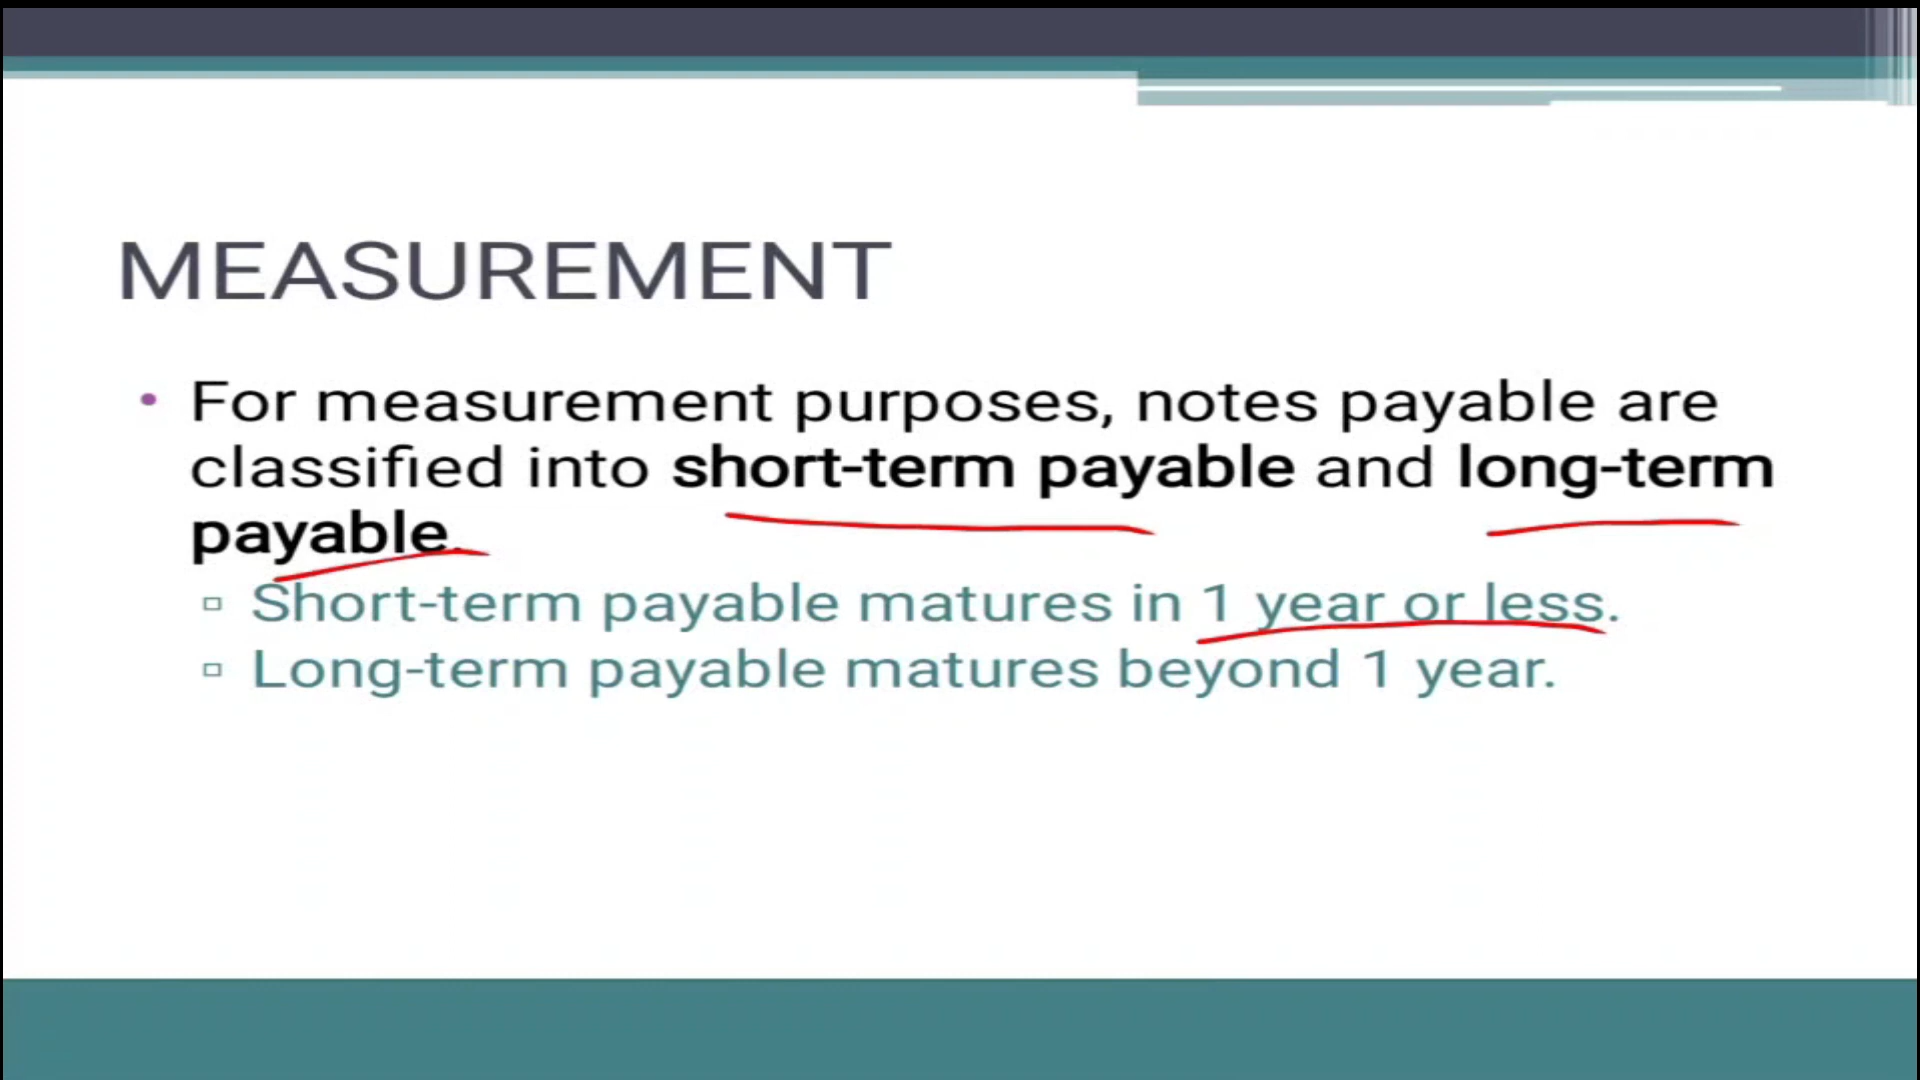 MEASUREMENT
• For measurement purposes, notes payable are
classified into short-term payable and long-term
payable.
▫ Short-term payable matures in 1 year or less.
▫ Long-term payable matures beyond 1 year.